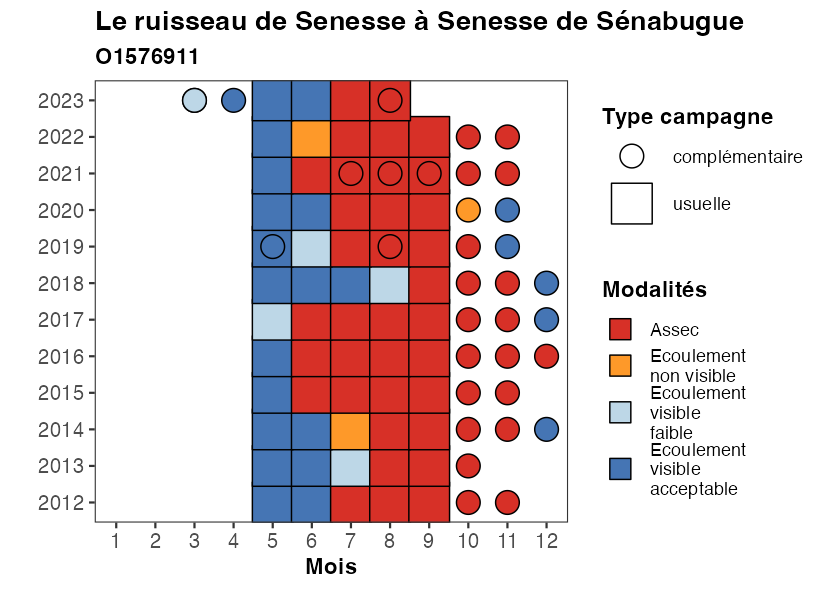 Le ruisseau de Senesse à Senesse de Sénabugue
O1576911
2023
2022
2021
2020
2019
2018
2017
2016
2015
2014
2013
2012
1 2 3 4 5 6 7 8 9 10 11 12
Mois
Type campagne
complémentaire
usuelle
Modalités
Assec
Ecoulement
non visible
Ecoulement
visible
faible
Ecoulement
visible
acceptable